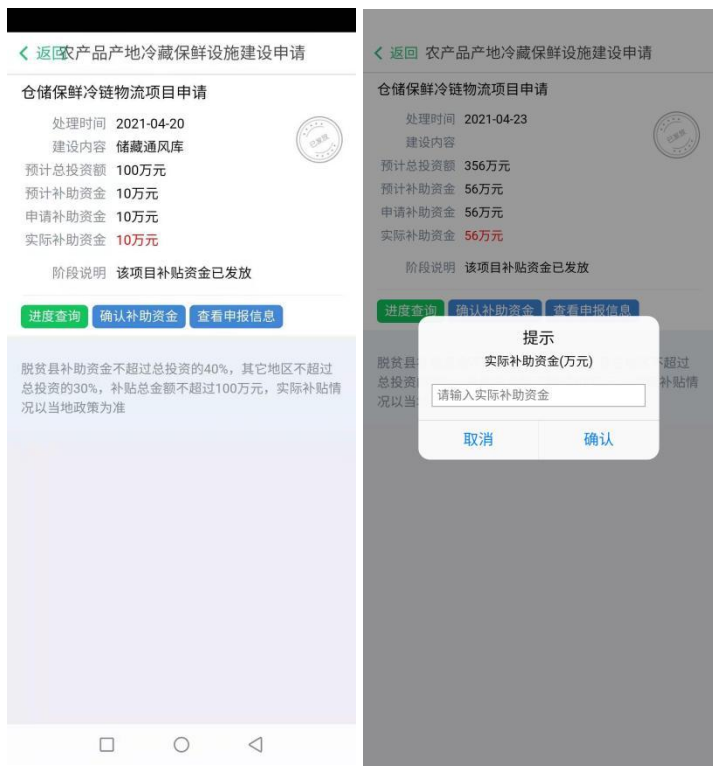 返回
农产品产地冷藏保鲜设施建设申请
仓储保鲜冷链物流项目申请
处理时间 2021-04-20
建设内容 储藏通风库
预计总投资额 100万元
预计补助资金 10万元
申请补助资金 10万元
实际补助资金 10万元
阶段说明 该项目补贴资金已发放
进度查询 确认补助资金 查看申报信息
脱贫县补助资金不超过总投资的40%，其它地区不超过
总投资的30%，补贴总金额不超过100万元，实际补贴情
况以当地政策为准
返回 农产品产地冷藏保鲜设施建设申请
仓储保鲜冷链物流项目申请
处理时间 2021-04-23
建设内容
预计总投资额 356万元
预计补助资金 56万元
申请补助资金 56万元
实际补助资金 56万元
阶段说明 该项目补贴资金已发放
进度查询 确认补助资金 查看申报信息
提示
实际补助资金(万元)
请输入实际补助资金
取消 确认
脱贫县 不超过
总投资 补贴情
况以当